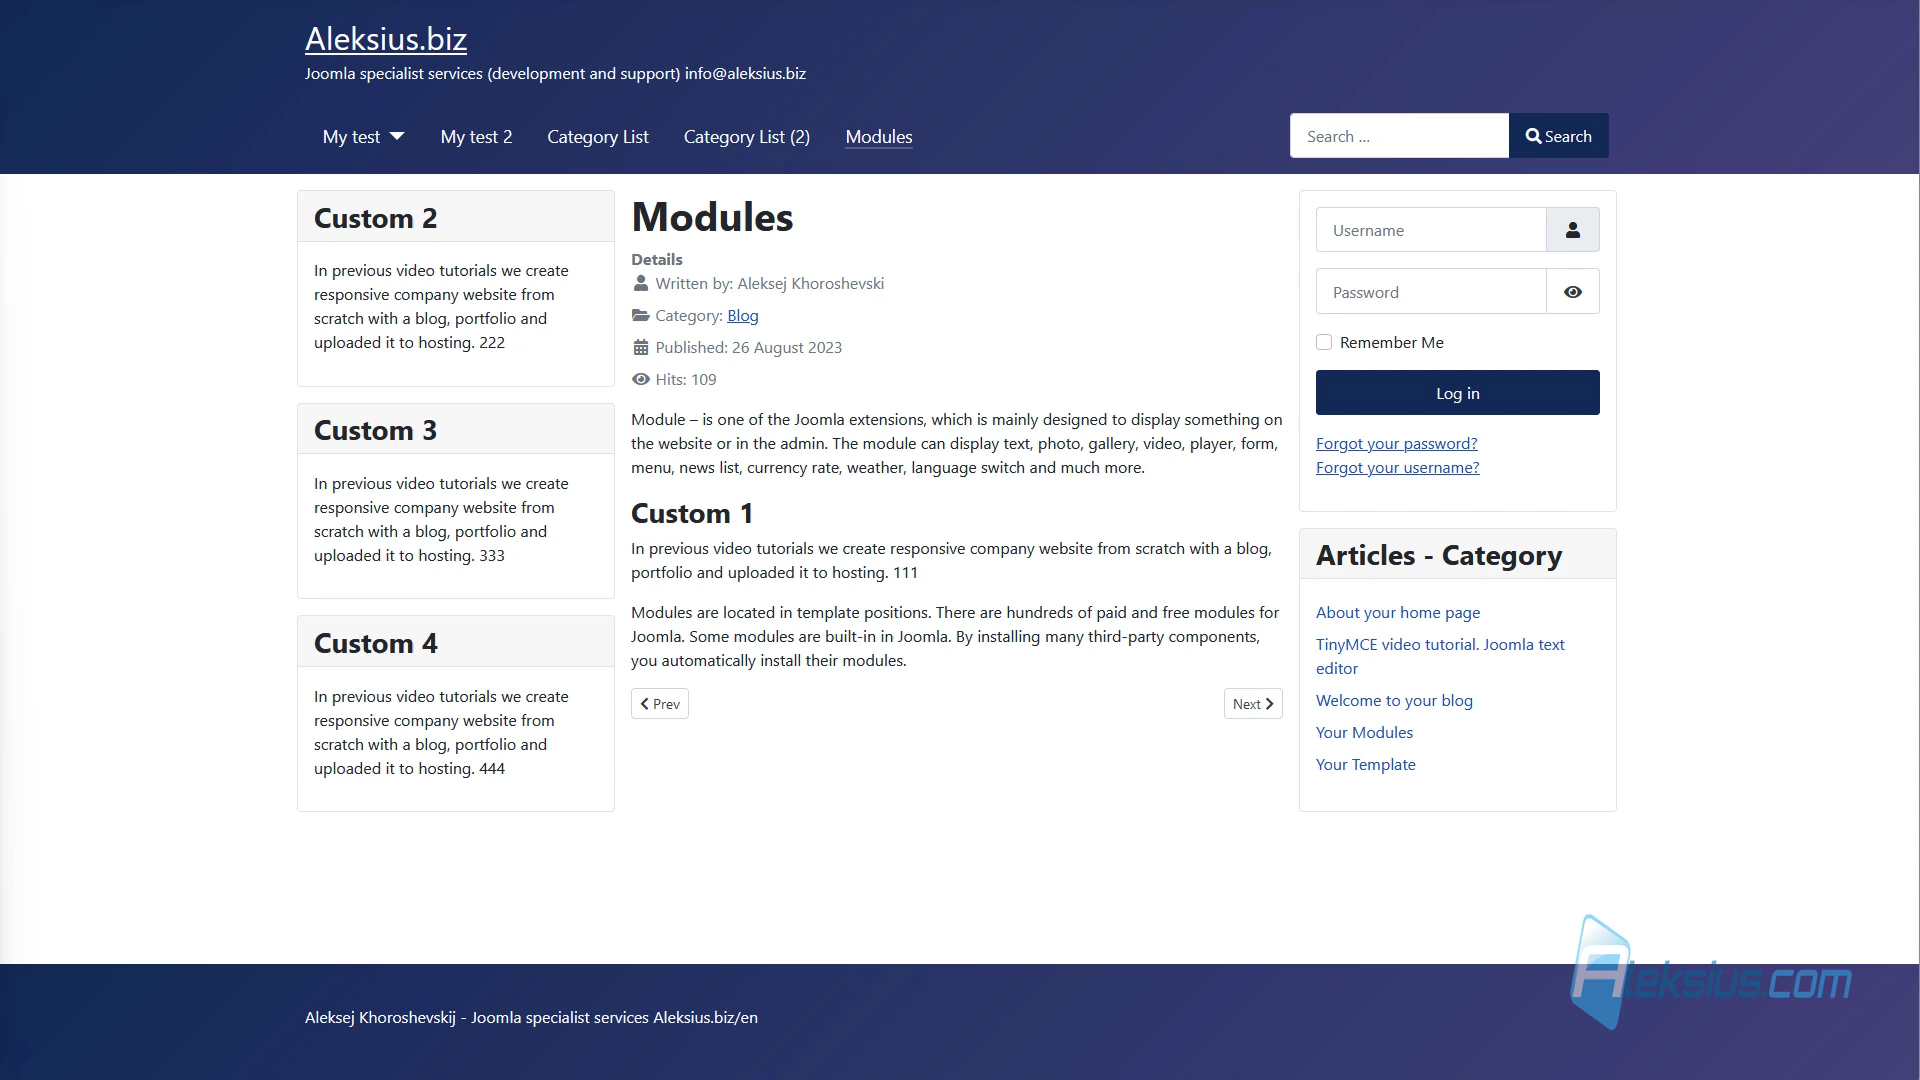 Aleksius.biz
Joomla specialist services (development and support) info@aleksius.biz
My test
My test 2
Category List
Category List (2)
Modules
Search ...
Search
Custom 2
In previous video tutorials we create
responsive company website from
scratch with a blog, portfolio and
uploaded it to hosting. 222
Custom 3
In previous video tutorials we create
responsive company website from
scratch with a blog, portfolio and
uploaded it to hosting. 333
Custom 4
In previous video tutorials we create
responsive company website from
scratch with a blog, portfolio and
uploaded it to hosting. 444
Modules
Details
Written by: Aleksej Khoroshevski
Category: Blog
Published: 26 August 2023
Hits: 109
Module – is one of the Joomla extensions, which is mainly designed to display something on
the website or in the admin. The module can display text, photo, gallery, video, player, form,
menu, news list, currency rate, weather, language switch and much more.
Custom 1
In previous video tutorials we create responsive company website from scratch with a blog,
portfolio and uploaded it to hosting. 111
Modules are located in template positions. There are hundreds of paid and free modules for
Joomla. Some modules are built-in in Joomla. By installing many third-party components,
you automatically install their modules.
Prev
Next
Username
Password
Remember Me
Log in
Forgot your password?
Forgot your username?
Articles - Category
About your home page
TinyMCE video tutorial. Joomla text
editor
Welcome to your blog
Your Modules
Your Template
Aleksius.com
Aleksej Khoroshevskij - Joomla specialist services Aleksius.biz/en